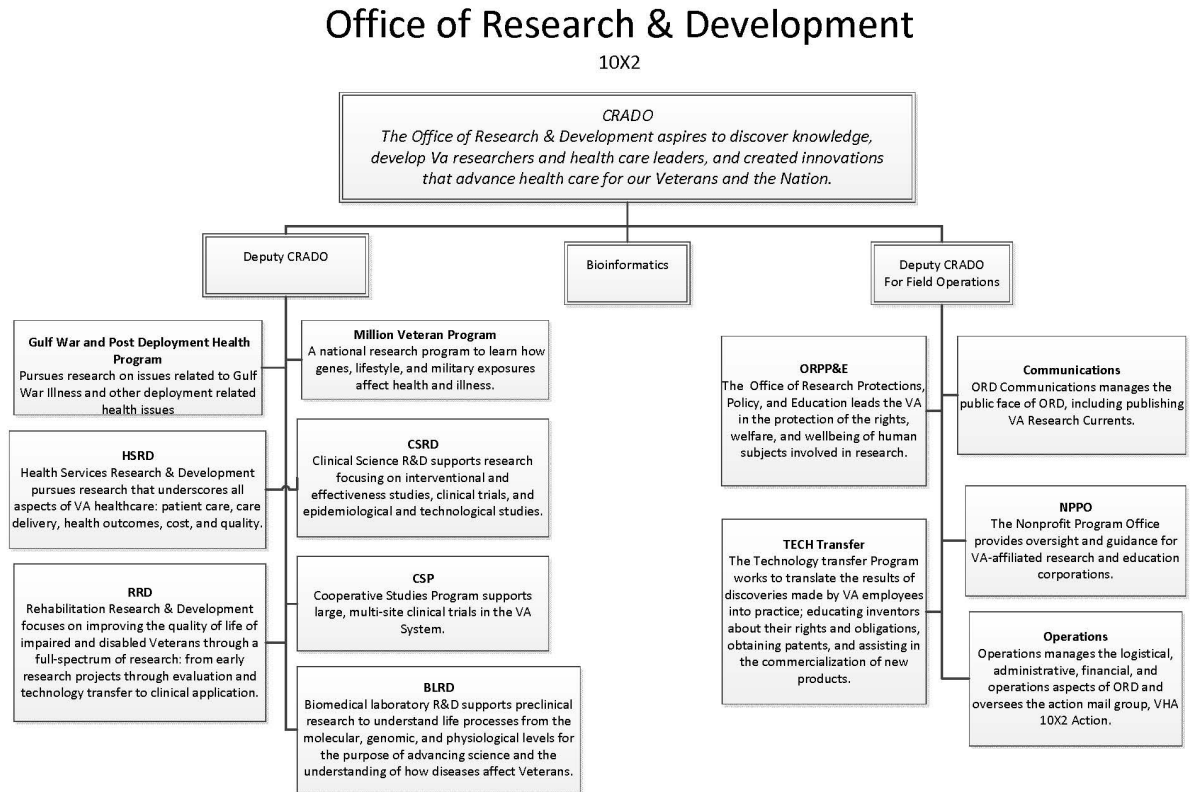 Office of Research & Development
10X2
CRADO
The Office of Research & Development aspires to discover knowledge,
develop Va researchers and health care leaders, and created innovations
that advance health care for our Veterans and the Nation.
Deputy CRADO
Bioinformatics
Deputy CRADO
For Field Operations
Gulf War and Post Deployment Health
Program
Pursues research on issues related to Gulf
War Illness and other deployment related
health issues
Million Veteran Program
A national research program to learn how
genes, lifestyle, and military exposures
affect health and illness.
HSRD
Health Services Research & Development
pursues research that underscores all
aspects of VA healthcare: patient care, care
delivery, health outcomes, cost, and quality.
CSRD
Clinical Science R&D supports research
focusing on interventional and
effectiveness studies, clinical trials, and
epidemiological and technological studies.
RRD
Rehabilitation Research & Development
focuses on improving the quality of life of
impaired and disabled Veterans through a
full-spectrum of research: from early
research projects through evaluation and
technology transfer to clinical application.
CSP
Cooperative Studies Program supports
large, multi-site clinical trials in the VA
System.
BLRD
Biomedical laboratory R&D supports preclinical
research to understand life processes from the
molecular, genomic, and physiological levels for
the purpose of advancing science and the
understanding of how diseases affect Veterans.
ORPP&E
The Office of Research Protections,
Policy, and Education leads the VA
in the protection of the rights,
welfare, and wellbeing of human
subjects involved in research.
Communications
ORD Communications manages the
public face of ORD, including publishing
VA Research Currents.
TECH Transfer
The Technology transfer Program
works to translate the results of
discoveries made by VA employees
into practice; educating inventors
about their rights and obligations,
obtaining patents, and assisting in
the commercialization of new
products.
NPPO
The Nonprofit Program Office
provides oversight and guidance for
VA-affiliated research and education
corporations.
Operations
Operations manages the logistical,
administrative, financial, and
operations aspects of ORD and
oversees the action mail group, VHA
10X2 Action.